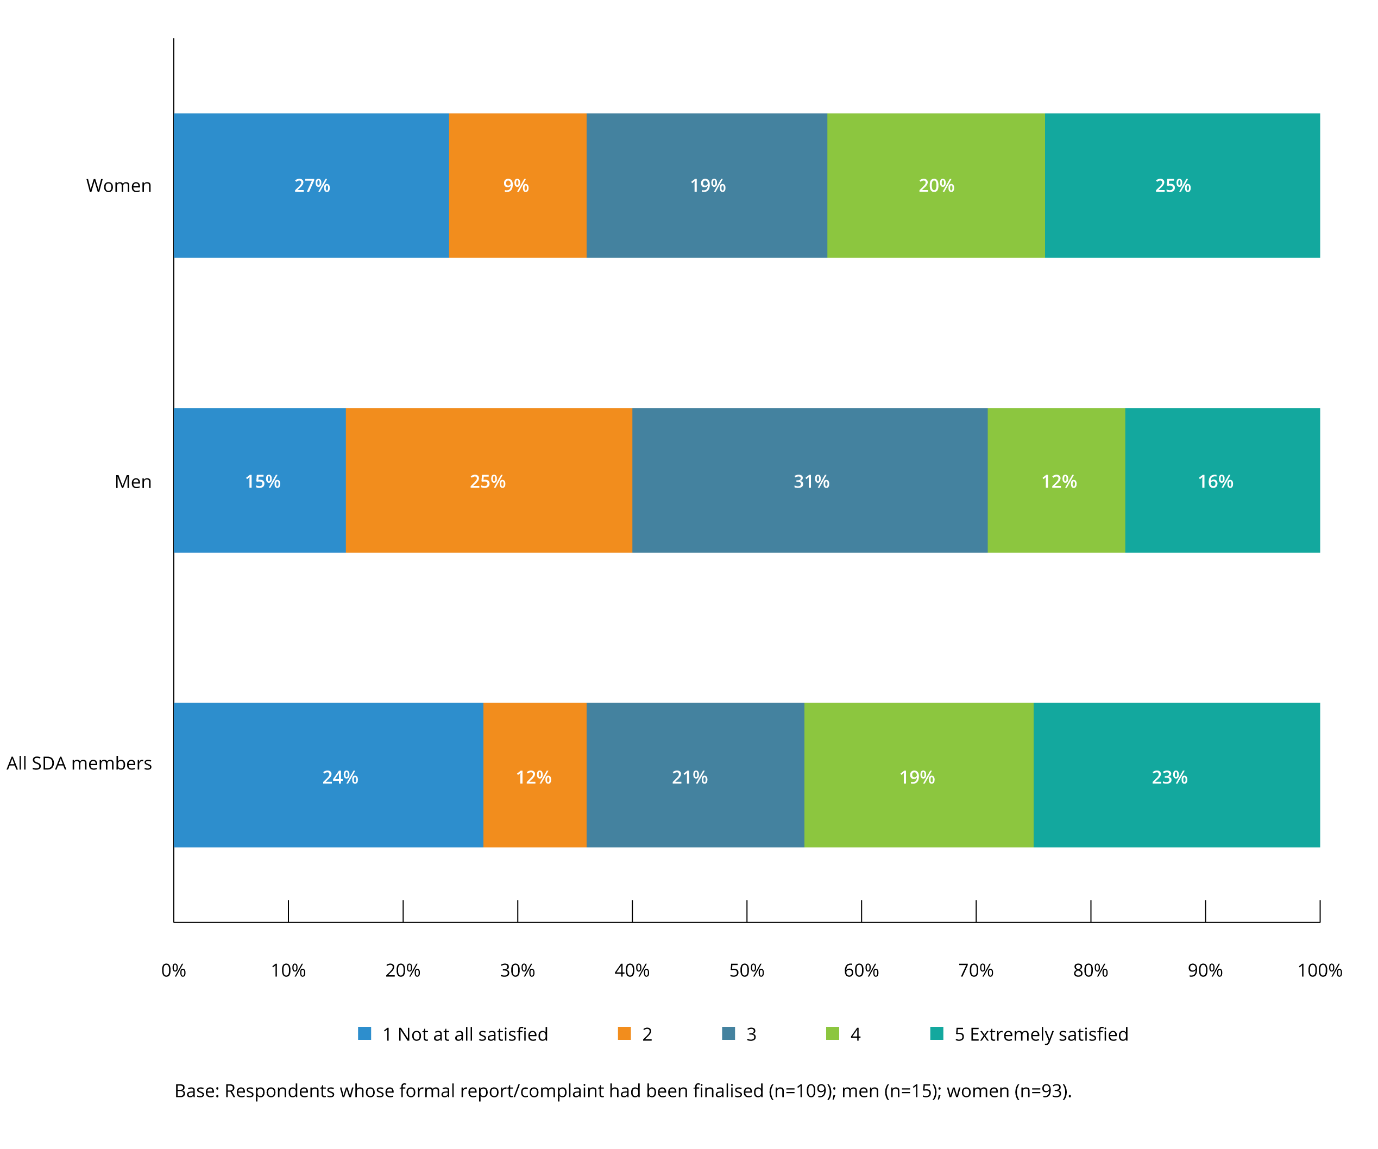 Women 27% 9% 19% 20% 25%
Men 15% 25% 31% 12% 16%
All SDA members 24% 12% 21% 19% 23%
0% 10% 20% 30% 40% 50% 60% 70% 80% 90% 100%
1 Not at all satisfied 2 3 4 5 Extremely satisfied
Base: Respondents whose formal report/complaint had been finalised (n=109); men (n=15); women (n=93).